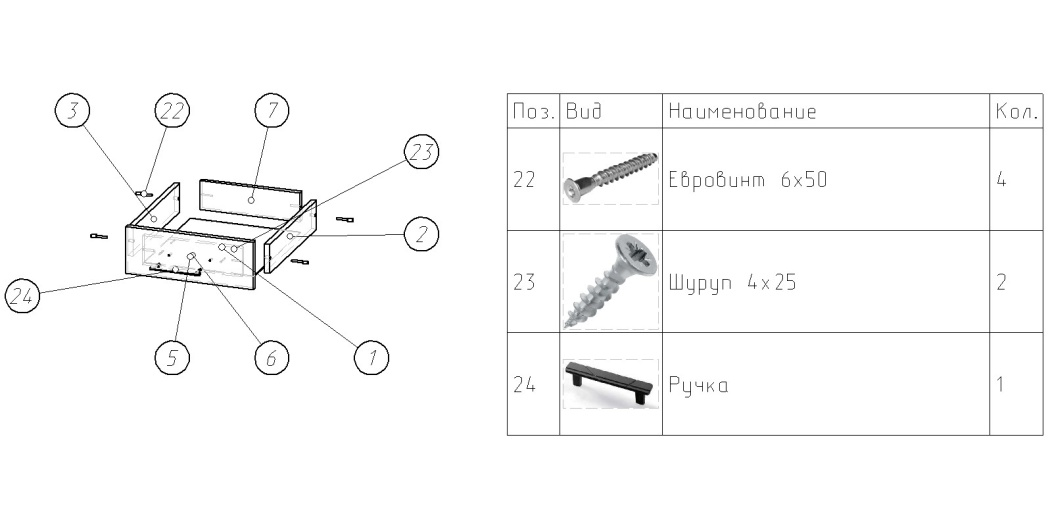 3 22 7
23
2
24
5 6 1
Поз. Вид Наименование Кол.
22 Евровинт 6х50 4
23 Шуруп 4х25 2
24 Ручка 1